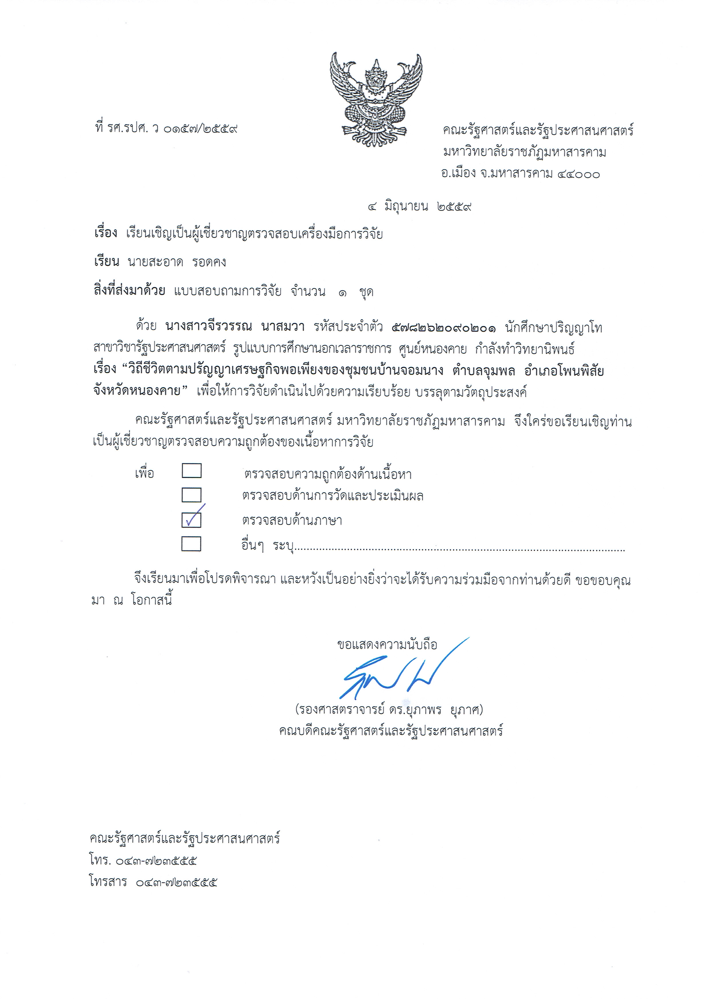 ที่ รศ.รปศ. ว ๐๑๕๗/๒๕๕๙
คณะรัฐศาสตร์และรัฐประศาสนศาสตร์
มหาวิทยาลัยราชภัฏมหาสารคาม
อ.เมือง จ.มหาสารคาม ๔๔๐๐๐
๔ มิถุนายน ๒๕๕๙
เรื่อง เรียนเชิญเป็นผู้เชี่ยวชาญตรวจสอบเครื่องมือการวิจัย
เรียน นายสะอาด รอดคง
สิ่งที่ส่งมาด้วย แบบสอบถามการวิจัย จำนวน ๑ ชุด
ด้วย นางสาวจีรวรรณ นาสมวา รหัสประจำตัว ๕๗๘๒๖๒๐๙๐๒๐๑ นักศึกษาปริญญาโท
สาขาวิชารัฐประศาสนศาสตร์ รูปแบบการศึกษานอกเวลาราชการ ศูนย์หนองคาย กำลังทำวิทยานิพนธ์
เรื่อง “วิถีชีวิตตามปรัญญาเศรษฐกิจพอเพียงของชุมชนบ้านจอมนาง ตำบลจุมพล อำเภอโพนพิสัย
จังหวัดหนองคาย” เพื่อให้การวิจัยดำเนินไปด้วยความเรียบร้อย บรรลุตามวัตถุประสงค์
คณะรัฐศาสตร์และรัฐประศาสนศาสตร์ มหาวิทยาลัยราชภัฏมหาสารคาม จึงใคร่ขอเรียนเชิญท่าน
เป็นผู้เชี่ยวชาญตรวจสอบความถูกต้องของเนื้อหาการวิจัย
เพื่อ ตรวจสอบความถูกต้องด้านเนื้อหา
ตรวจสอบด้านการวัดและประเมินผล
✓ ตรวจสอบด้านภาษา
อื่นๆ ระบุ..........................................................................................................
จึงเรียนมาเพื่อโปรดพิจารณา และหวังเป็นอย่างยิ่งว่าจะได้รับความร่วมมือจากท่านด้วยดี ขอขอบคุณ
มา ณ โอกาสนี้
ขอแสดงความนับถือ
(รองศาสตราจารย์ ดร.ยุภาพร ยุภาศ)
คณบดีคณะรัฐศาสตร์และรัฐประศาสนศาสตร์
คณะรัฐศาสตร์และรัฐประศาสนศาสตร์
โทร. ๐๔๓-๗๒๓๕๕๕
โทรสาร ๐๔๓-๗๒๓๕๕๕